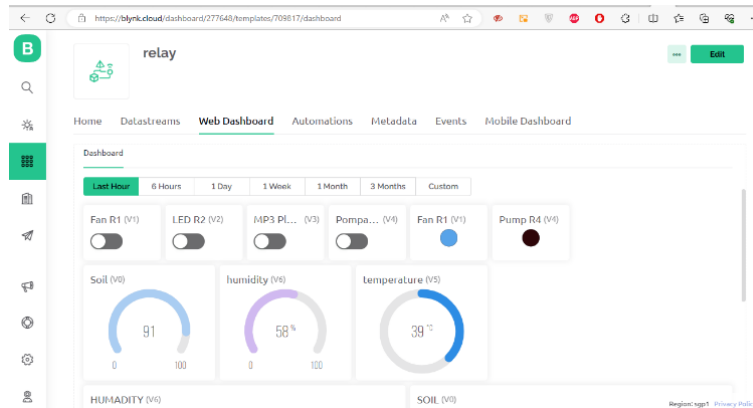 https://blynk.cloud/dashboard/277648/templates/709817/dashboard
B
relay
Edit
Home Datastreams Web Dashboard Automations Metadata Events Mobile Dashboard
Dashboard
Last Hour 6 Hours 1 Day 1 Week 1 Month 3 Months Custom
Fan R1 (V1) LED R2 (V2) MP3 Pl... (V3) Pompa... (V4) Fan R1 (V1) Pump R4 (V4)
Soil (V0) humidity (V6) temperature (V5)
91 58 % 39 °C
0 100 0 100
HUMADITY (V6) SOIL (V0)
Region: sgp1 Privacy Polic